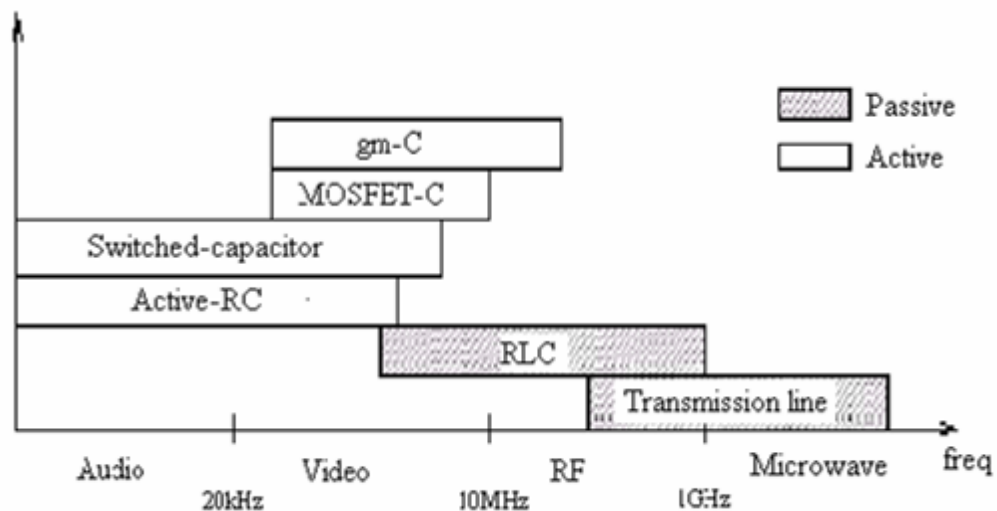 Passive
Active
gm-C
MOSFET-C
Switched-capacitor
Active-RC
RLC
Transmission line
Audio
Video
RF
Microwave
freq
20kHz
10MHz
1GHz